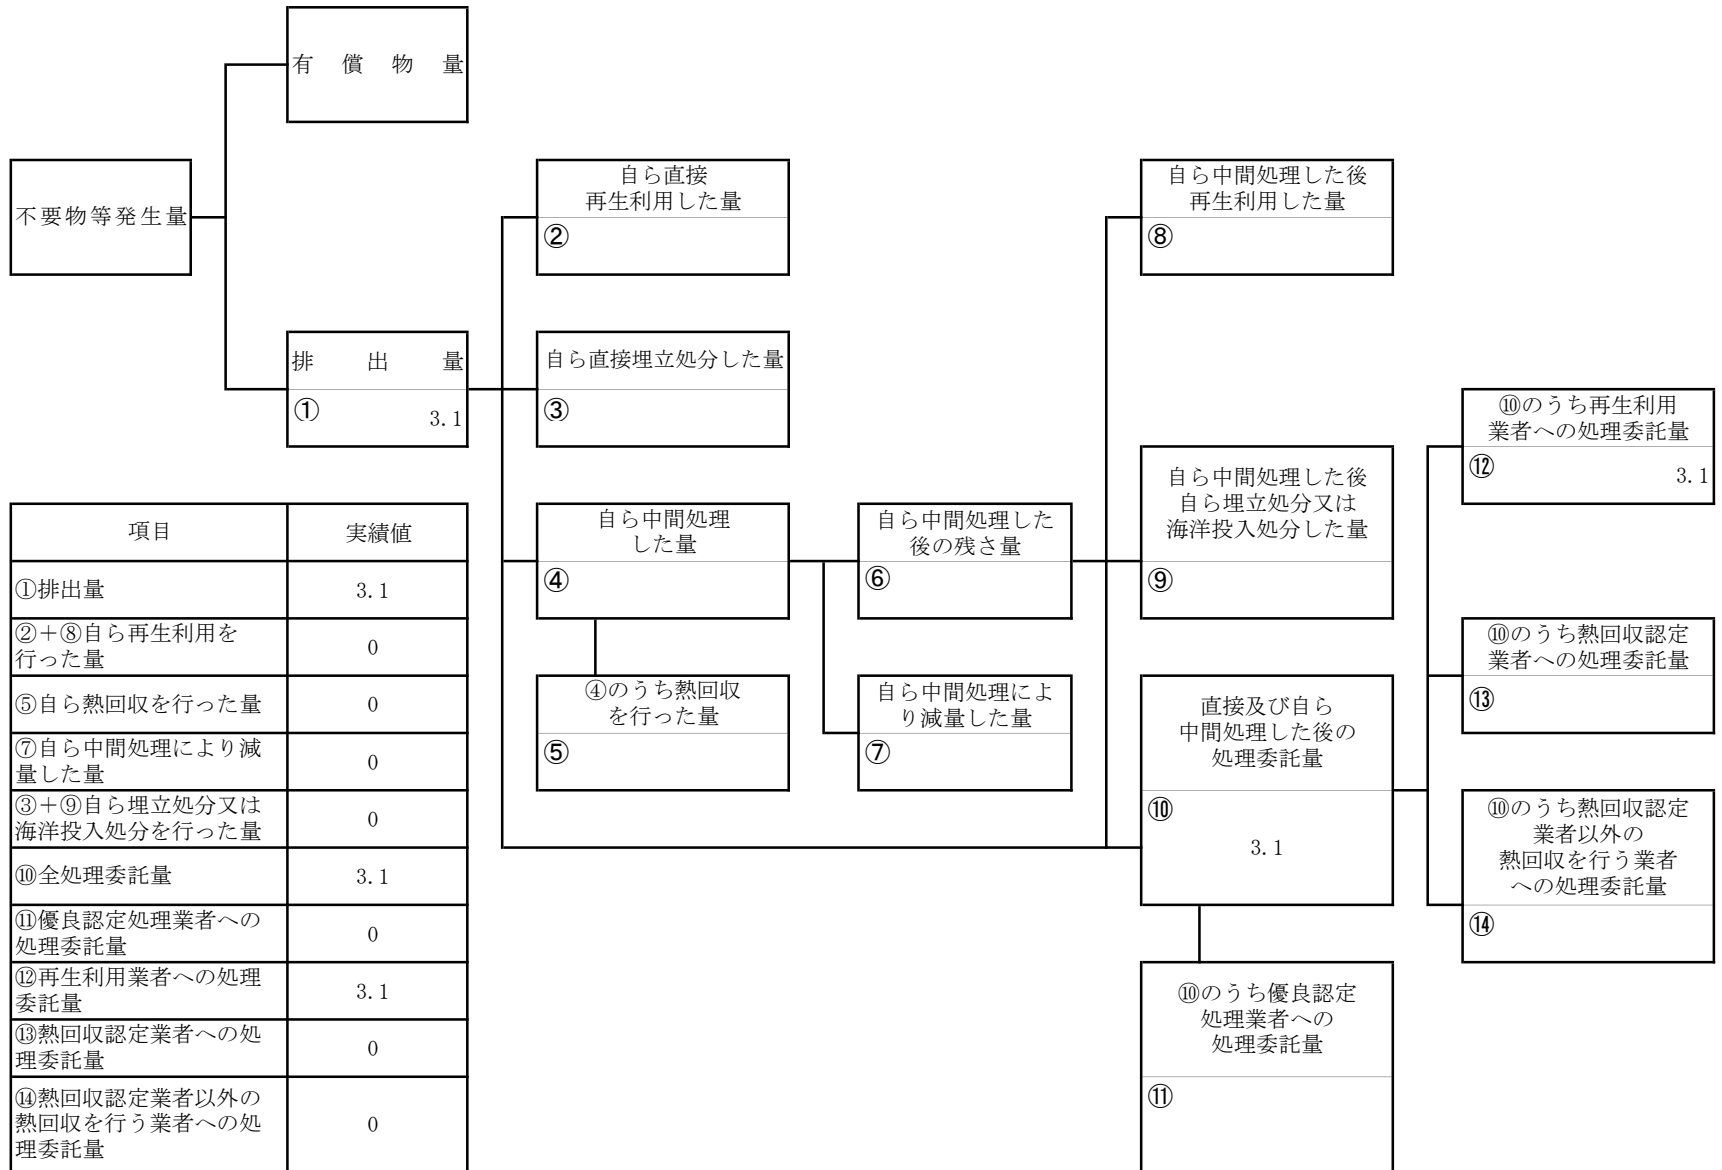 有償物量
不要物等発生量
自ら直接
再生利用した量
②
自ら中間処理した後
再生利用した量
⑧
排出量
①
3.1
自ら直接埋立処分した量
③
⑩のうち再生利用
業者への処理委託量
⑫
3.1
自ら中間処理
した量
④
自ら中間処理した
後の残さ量
⑥
自ら中間処理した後
自ら埋立処分又は
海洋投入処分した量
⑨
④のうち熱回収
を行った量
⑤
自ら中間処理によ
り減量した量
⑦
直接及び自ら
中間処理した後の
処理委託量
⑩
3.1
⑩のうち熱回収認定
業者への処理委託量
⑬
⑩のうち熱回収認定
業者以外の
熱回収を行う業者
への処理委託量
⑭
⑩のうち優良認定
処理業者への
処理委託量
⑪
項目 実績値
①排出量 3.1
②+⑧自ら再生利用を
行った量 0
⑤自ら熱回収を行った量 0
⑦自ら中間処理により減
量した量 0
③+⑨自ら埋立処分又は
海洋投入処分を行った量 0
⑩全処理委託量 3.1
⑪優良認定処理業者への
処理委託量 0
⑫再生利用業者への処理
委託量 3.1
⑬熱回収認定業者への処
理委託量 0
⑭熱回収認定業者以外の
熱回収を行う業者への処
理委託量 0